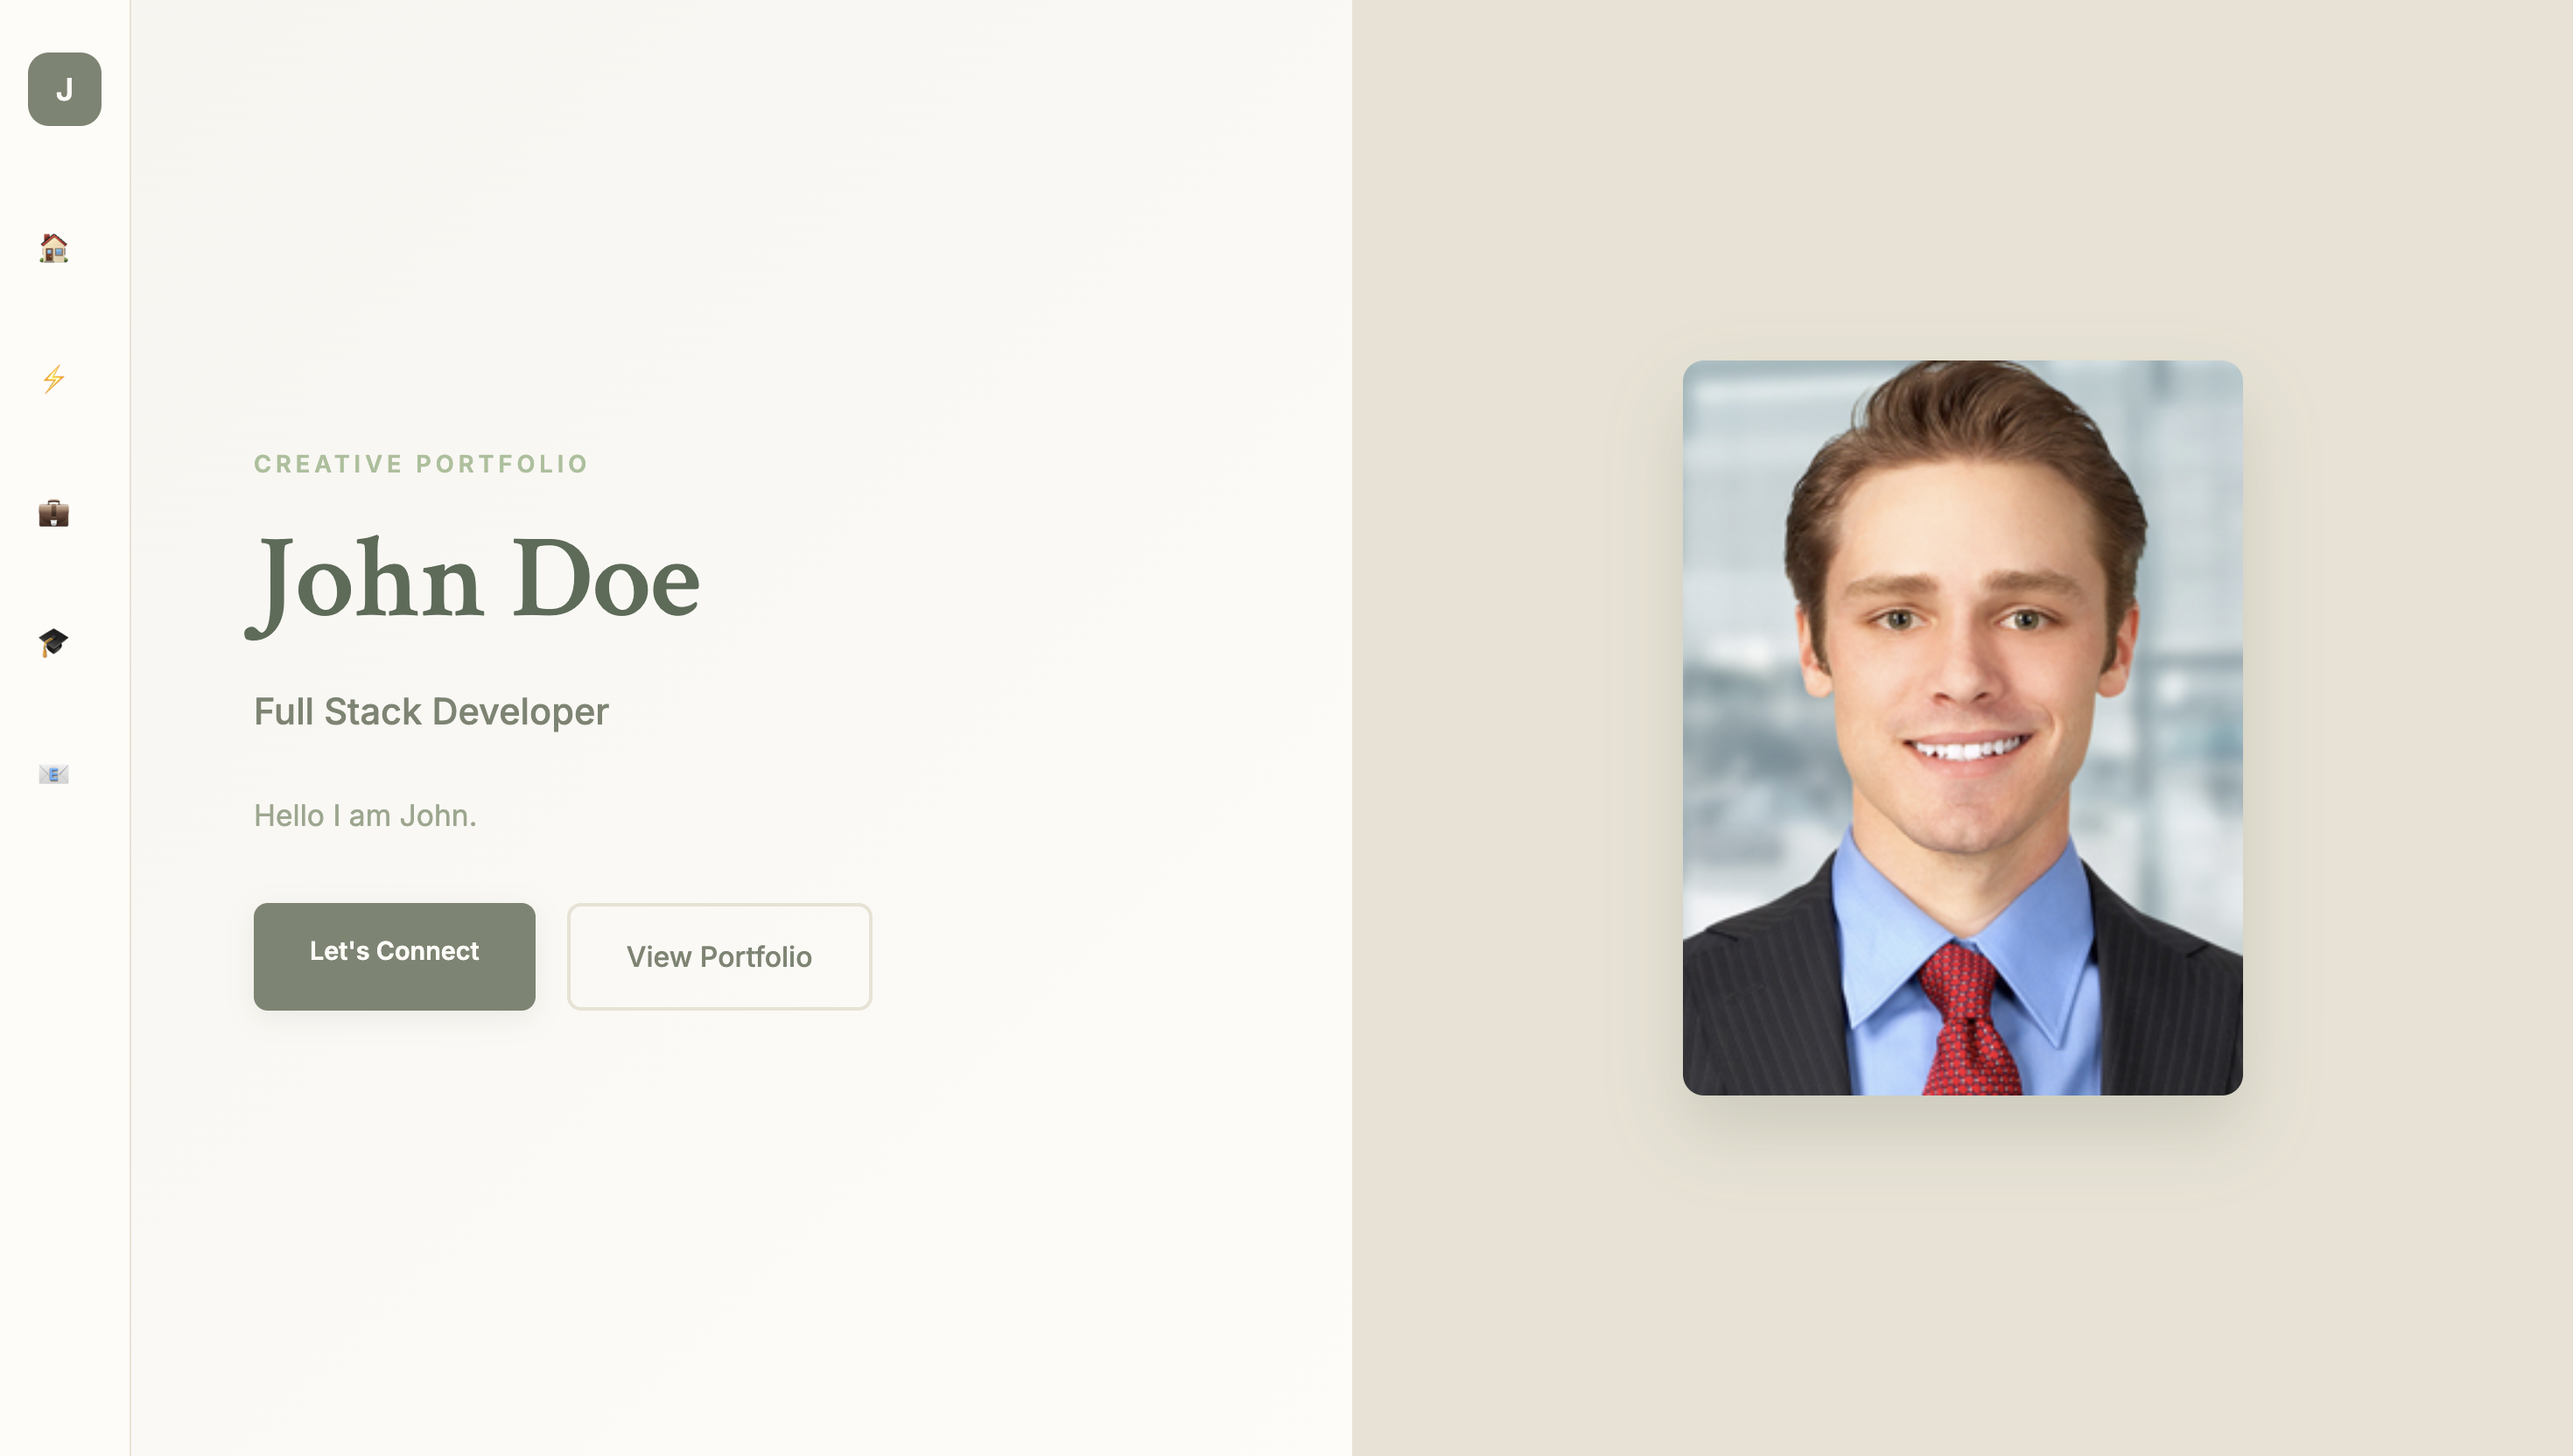 J
CREATIVE PORTFOLIO
John Doe
Full Stack Developer
Hello I am John.
Let's Connect
View Portfolio